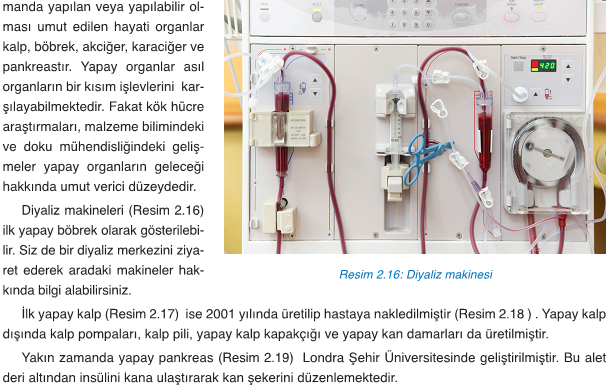 manda yapılan veya yapılabilir ol-
ması umut edilen hayati organlar
kalp, böbrek, akciğer, karaciğer ve
pankreastır. Yapay organlar asıl
organların bir kısım işlevlerini kar-
şılayabilmektedir. Fakat kök hücre
araştırmaları, malzeme bilimindeki
ve doku mühendisliğindeki geliş-
meler yapay organların geleceği
hakkında umut verici düzeydedir.
Diyaliz makineleri (Resim 2.16)
ilk yapay böbrek olarak gösterilebi-
lir. Siz de bir diyaliz merkezini ziya-
ret ederek aradaki makineler hak-
kında bilgi alabilirsiniz.
420
Resim 2.16: Diyaliz makinesi
İlk yapay kalp (Resim 2.17) ise 2001 yılında üretilip hastaya nakledilmiştir (Resim 2.18 ) . Yapay kalp
dışında kalp pompaları, kalp pili, yapay kalp kapakçığı ve yapay kan damarları da üretilmiştir.
Yakın zamanda yapay pankreas (Resim 2.19) Londra Şehir Üniversitesinde geliştirilmiştir. Bu alet
deri altından insülini kana ulaştırarak kan şekerini düzenlemektedir.